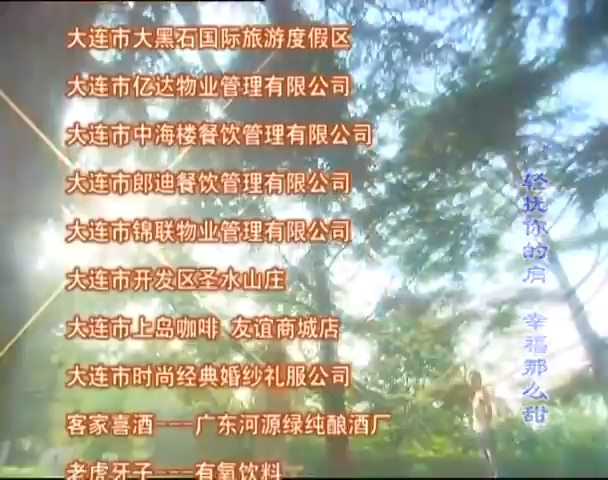 大连市大黑石国际旅游度假区
大连市亿达物业管理有限公司
大连市中海楼餐饮管理有限公司
大连市郎迪餐饮管理有限公司
大连市锦联物业管理有限公司
大连市开发区圣水山庄
大连市上岛咖啡 友谊商城店
大连市时尚经典婚纱礼服公司
客家喜酒---广东河源绿纯酿酒厂
老虎牙子---有氧饮料
轻抚你的肩 幸福那么甜